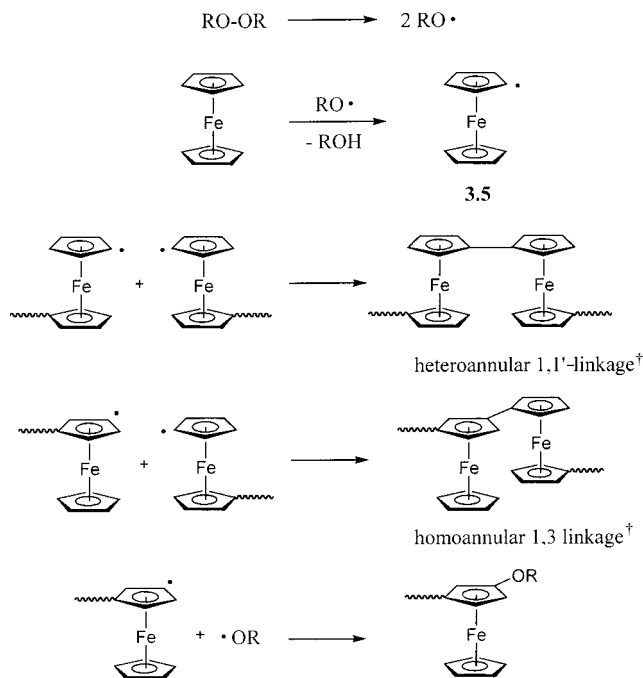 RO-OR → 2 RO•
Fe RO• - ROH Fe
3.5
Fe + Fe → Fe Fe
heteroannular 1,1'-linkage†
Fe + Fe → Fe Fe
homoannular 1,3 linkage†
Fe + •OR → OR Fe